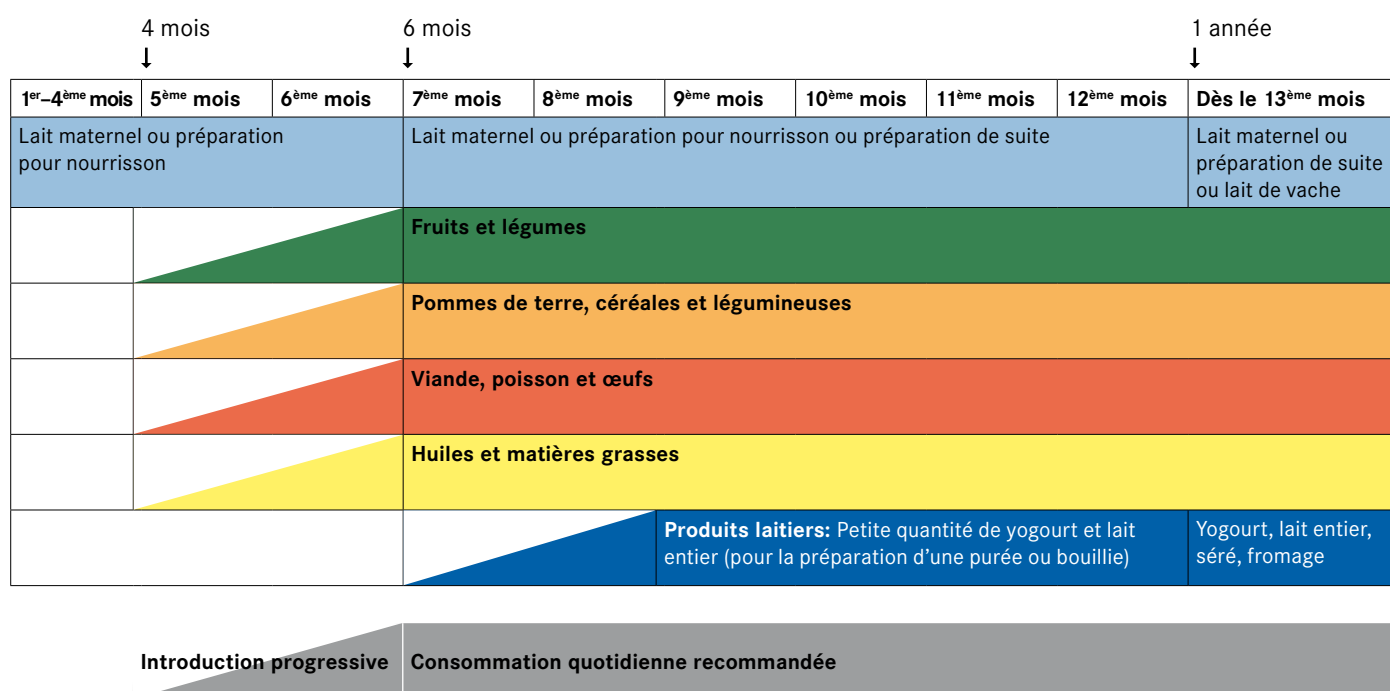 4 mois
6 mois
1 année
1er–4ème mois
5ème mois
6ème mois
7ème mois
8ème mois
9ème mois
10ème mois
11ème mois
12ème mois
Dès le 13ème mois
Lait maternel ou préparation
pour nourrisson
Lait maternel ou préparation pour nourrisson ou préparation de suite
Lait maternel ou
préparation de suite
ou lait de vache
Fruits et légumes
Pommes de terre, céréales et légumineuses
Viande, poisson et œufs
Huiles et matières grasses
Produits laitiers: Petite quantité de yogourt et lait
entier (pour la préparation d’une purée ou bouillie)
Yogourt, lait entier,
séré, fromage
Introduction progressive
Consommation quotidienne recommandée